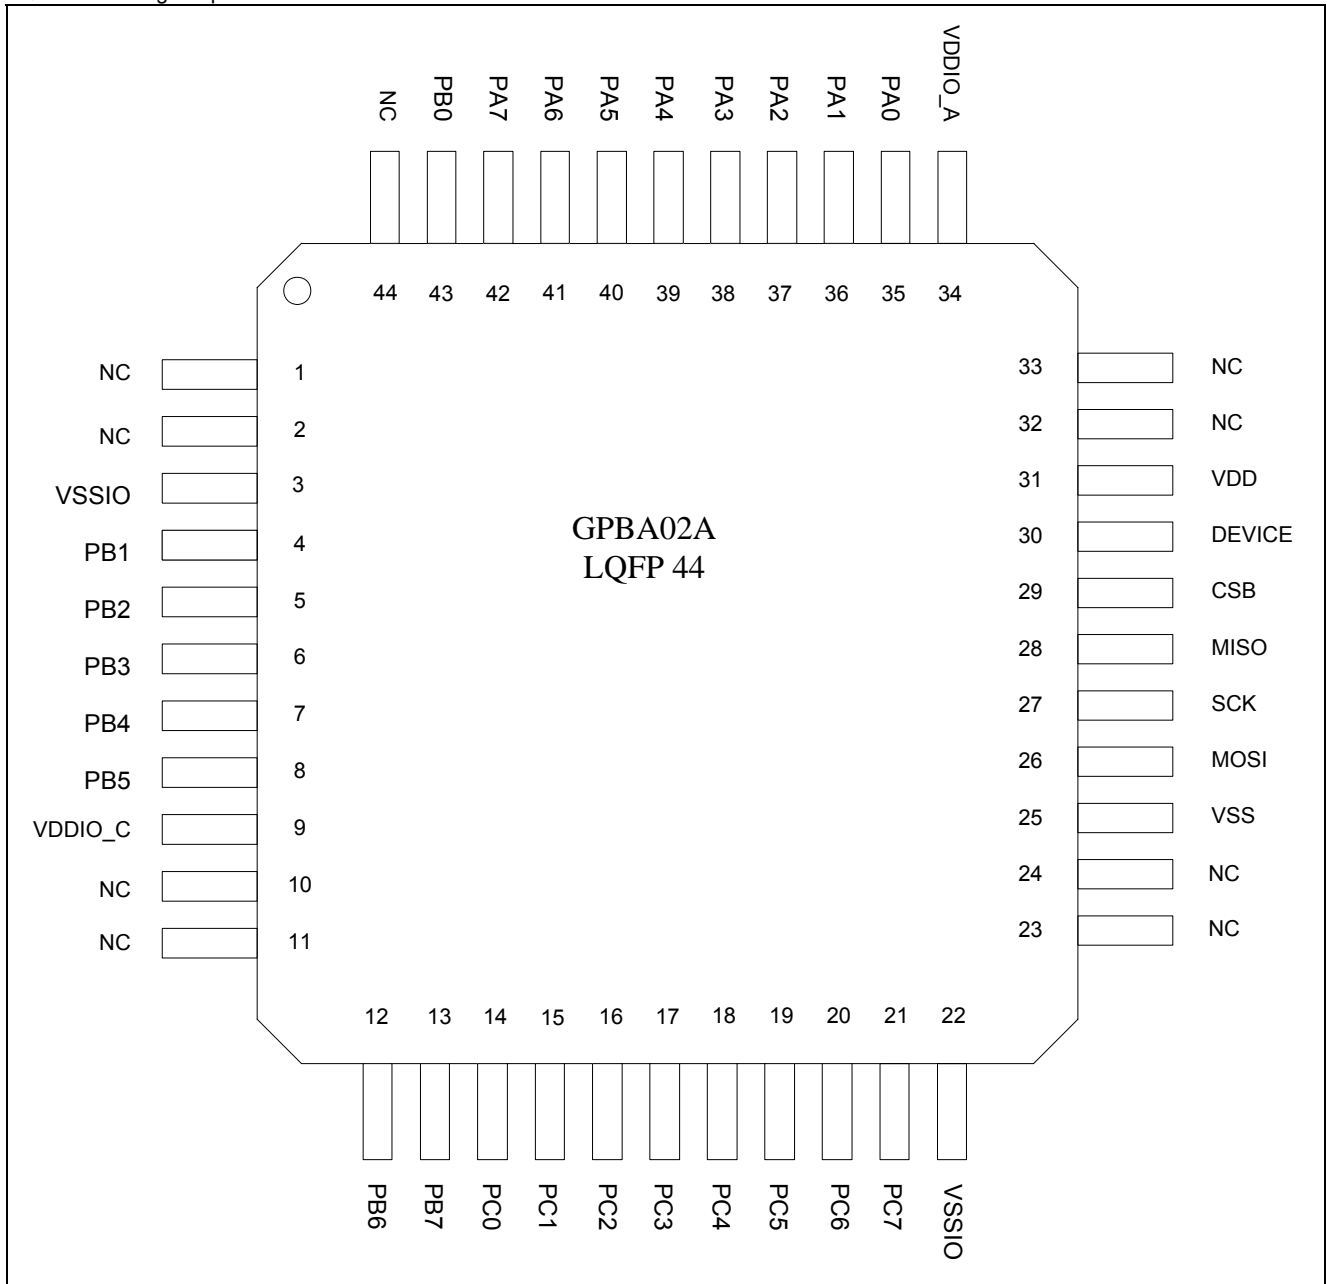 NC PB0 PA7 PA6 PA5 PA4 PA3 PA2 PA1 PA0 VDDIO_A
44 43 42 41 40 39 38 37 36 35 34
NC 1
NC 2
VSSIO 3
PB1 4
PB2 5
PB3 6
PB4 7
PB5 8
VDDIO_C 9
NC 10
NC 11
GPBA02A
LQFP 44
33 NC
32 NC
31 VDD
30 DEVICE
29 CSB
28 MISO
27 SCK
26 MOSI
25 VSS
24 NC
23 NC
12 13 14 15 16 17 18 19 20 21 22
PB6 PB7 PC0 PC1 PC2 PC3 PC4 PC5 PC6 PC7 VSSIO